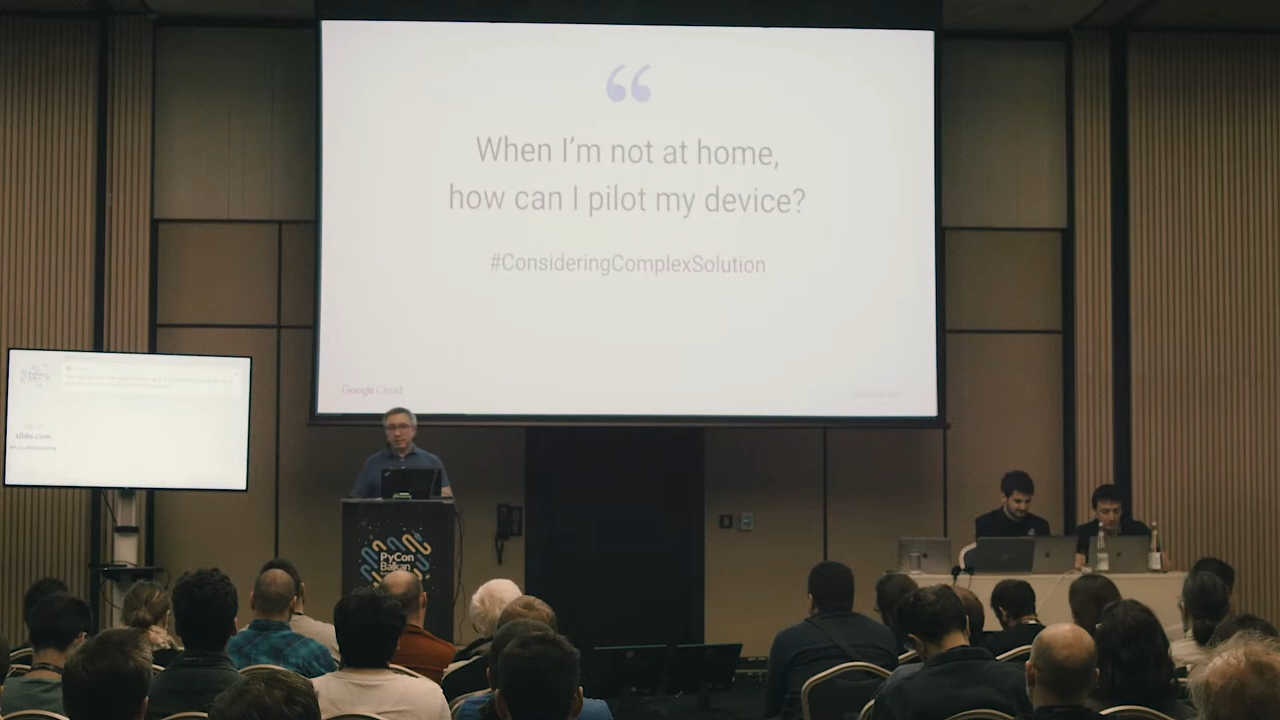 “
When I’m not at home,
how can I pilot my device?
#ConsideringComplexSolution
Google Cloud
slido.com
PyCon
Balkan